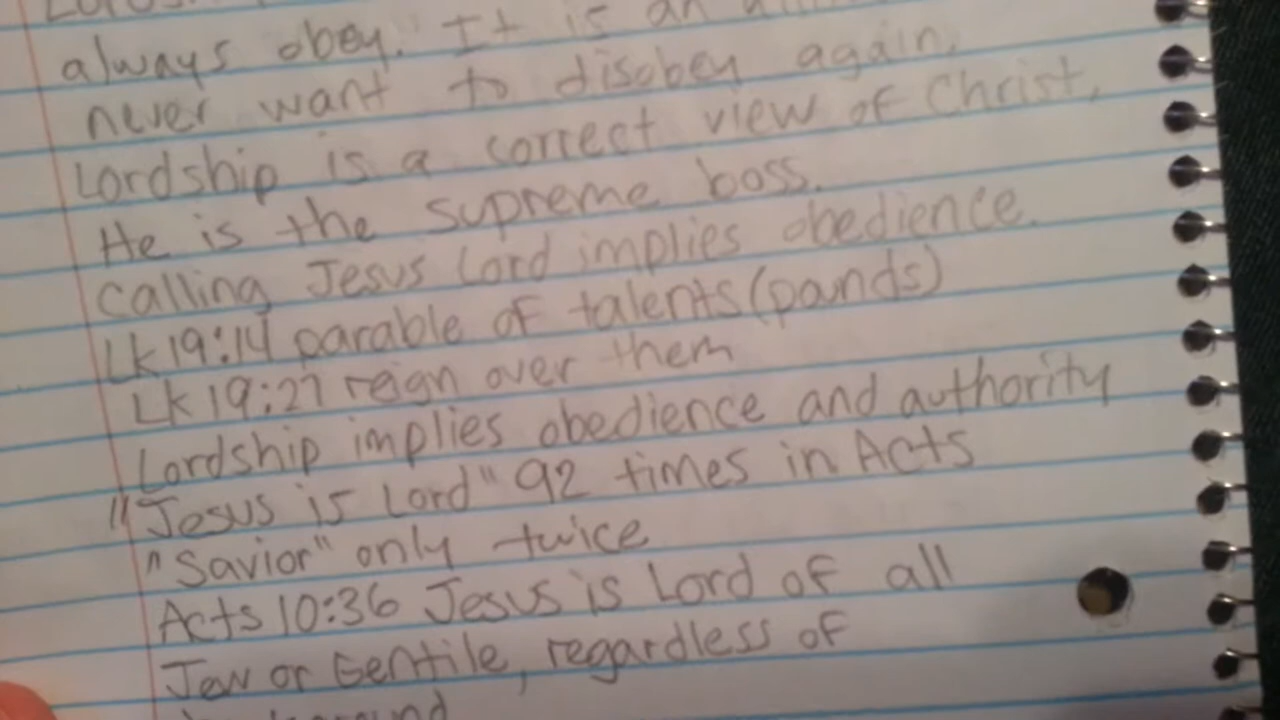 always obey. It is an
never want to disobey again.
Lordship is a correct view of Christ.
He is the supreme boss.
Calling Jesus Lord implies obedience.
Lk 19:14 parable of talents (pounds)
Lk 19:27 reign over them
Lordship implies obedience and authority
"Jesus is Lord" 92 times in Acts
"Savior" only twice
Acts 10:36 Jesus is Lord of all
Jew or Gentile, regardless of